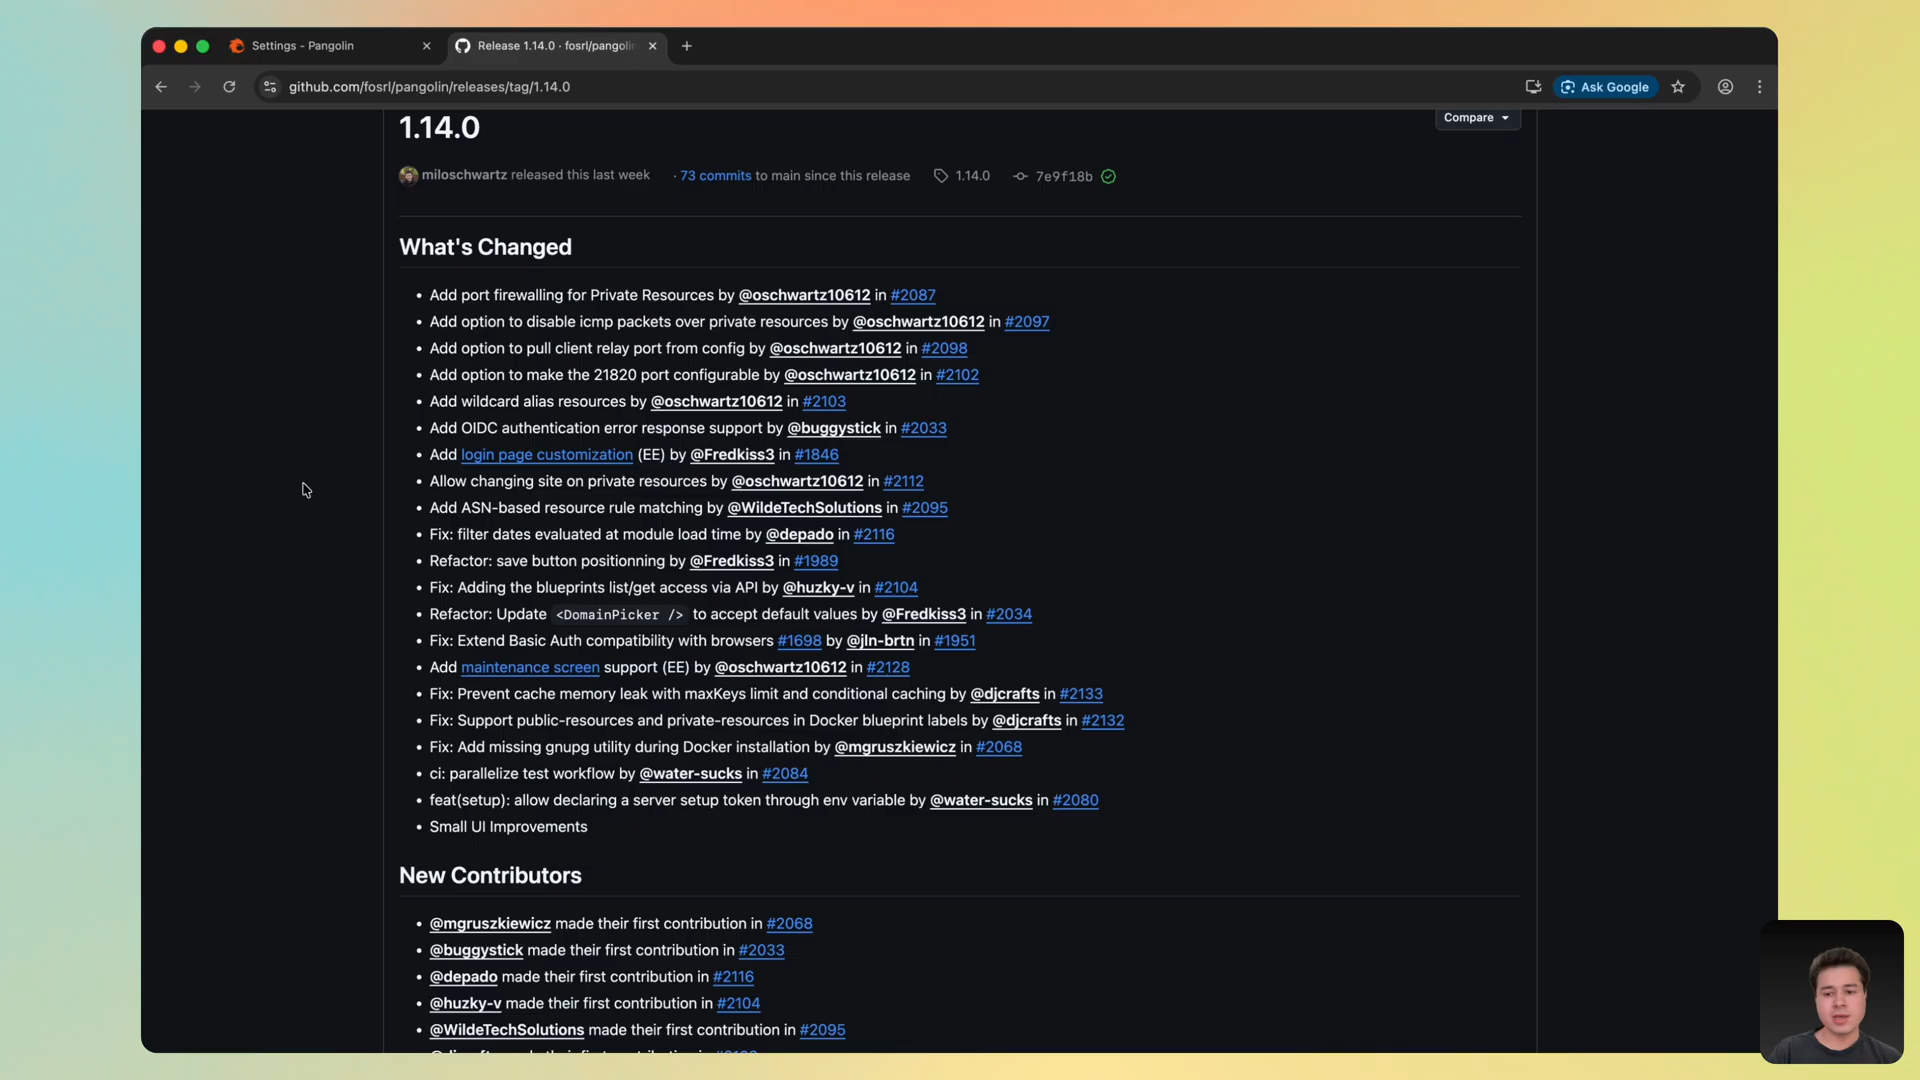 Settings - Pangolin
Release 1.14.0 · fosrl/pangolin
github.com/fosrl/pangolin/releases/tag/1.14.0
Ask Google
1.14.0
Compare
miloschwartz released this last week · 73 commits to main since this release 1.14.0 7e9f18b
What's Changed
• Add port firewalling for Private Resources by @oschwartz10612 in #2087
• Add option to disable icmp packets over private resources by @oschwartz10612 in #2097
• Add option to pull client relay port from config by @oschwartz10612 in #2098
• Add option to make the 21820 port configurable by @oschwartz10612 in #2102
• Add wildcard alias resources by @oschwartz10612 in #2103
• Add OIDC authentication error response support by @buggystick in #2033
• Add login page customization (EE) by @Fredkiss3 in #1846
• Allow changing site on private resources by @oschwartz10612 in #2112
• Add ASN-based resource rule matching by @WildeTechSolutions in #2095
• Fix: filter dates evaluated at module load time by @depado in #2116
• Refactor: save button positionning by @Fredkiss3 in #1989
• Fix: Adding the blueprints list/get access via API by @huzky-v in #2104
• Refactor: Update <DomainPicker /> to accept default values by @Fredkiss3 in #2034
• Fix: Extend Basic Auth compatibility with browsers #1698 by @jln-brtn in #1951
• Add maintenance screen support (EE) by @oschwartz10612 in #2128
• Fix: Prevent cache memory leak with maxKeys limit and conditional caching by @djcrafts in #2133
• Fix: Support public-resources and private-resources in Docker blueprint labels by @djcrafts in #2132
• Fix: Add missing gnupg utility during Docker installation by @mgruszkiewicz in #2068
• ci: parallelize test workflow by @water-sucks in #2084
• feat(setup): allow declaring a server setup token through env variable by @water-sucks in #2080
• Small UI Improvements
New Contributors
• @mgruszkiewicz made their first contribution in #2068
• @buggystick made their first contribution in #2033
• @depado made their first contribution in #2116
• @huzky-v made their first contribution in #2104
• @WildeTechSolutions made their first contribution in #2095